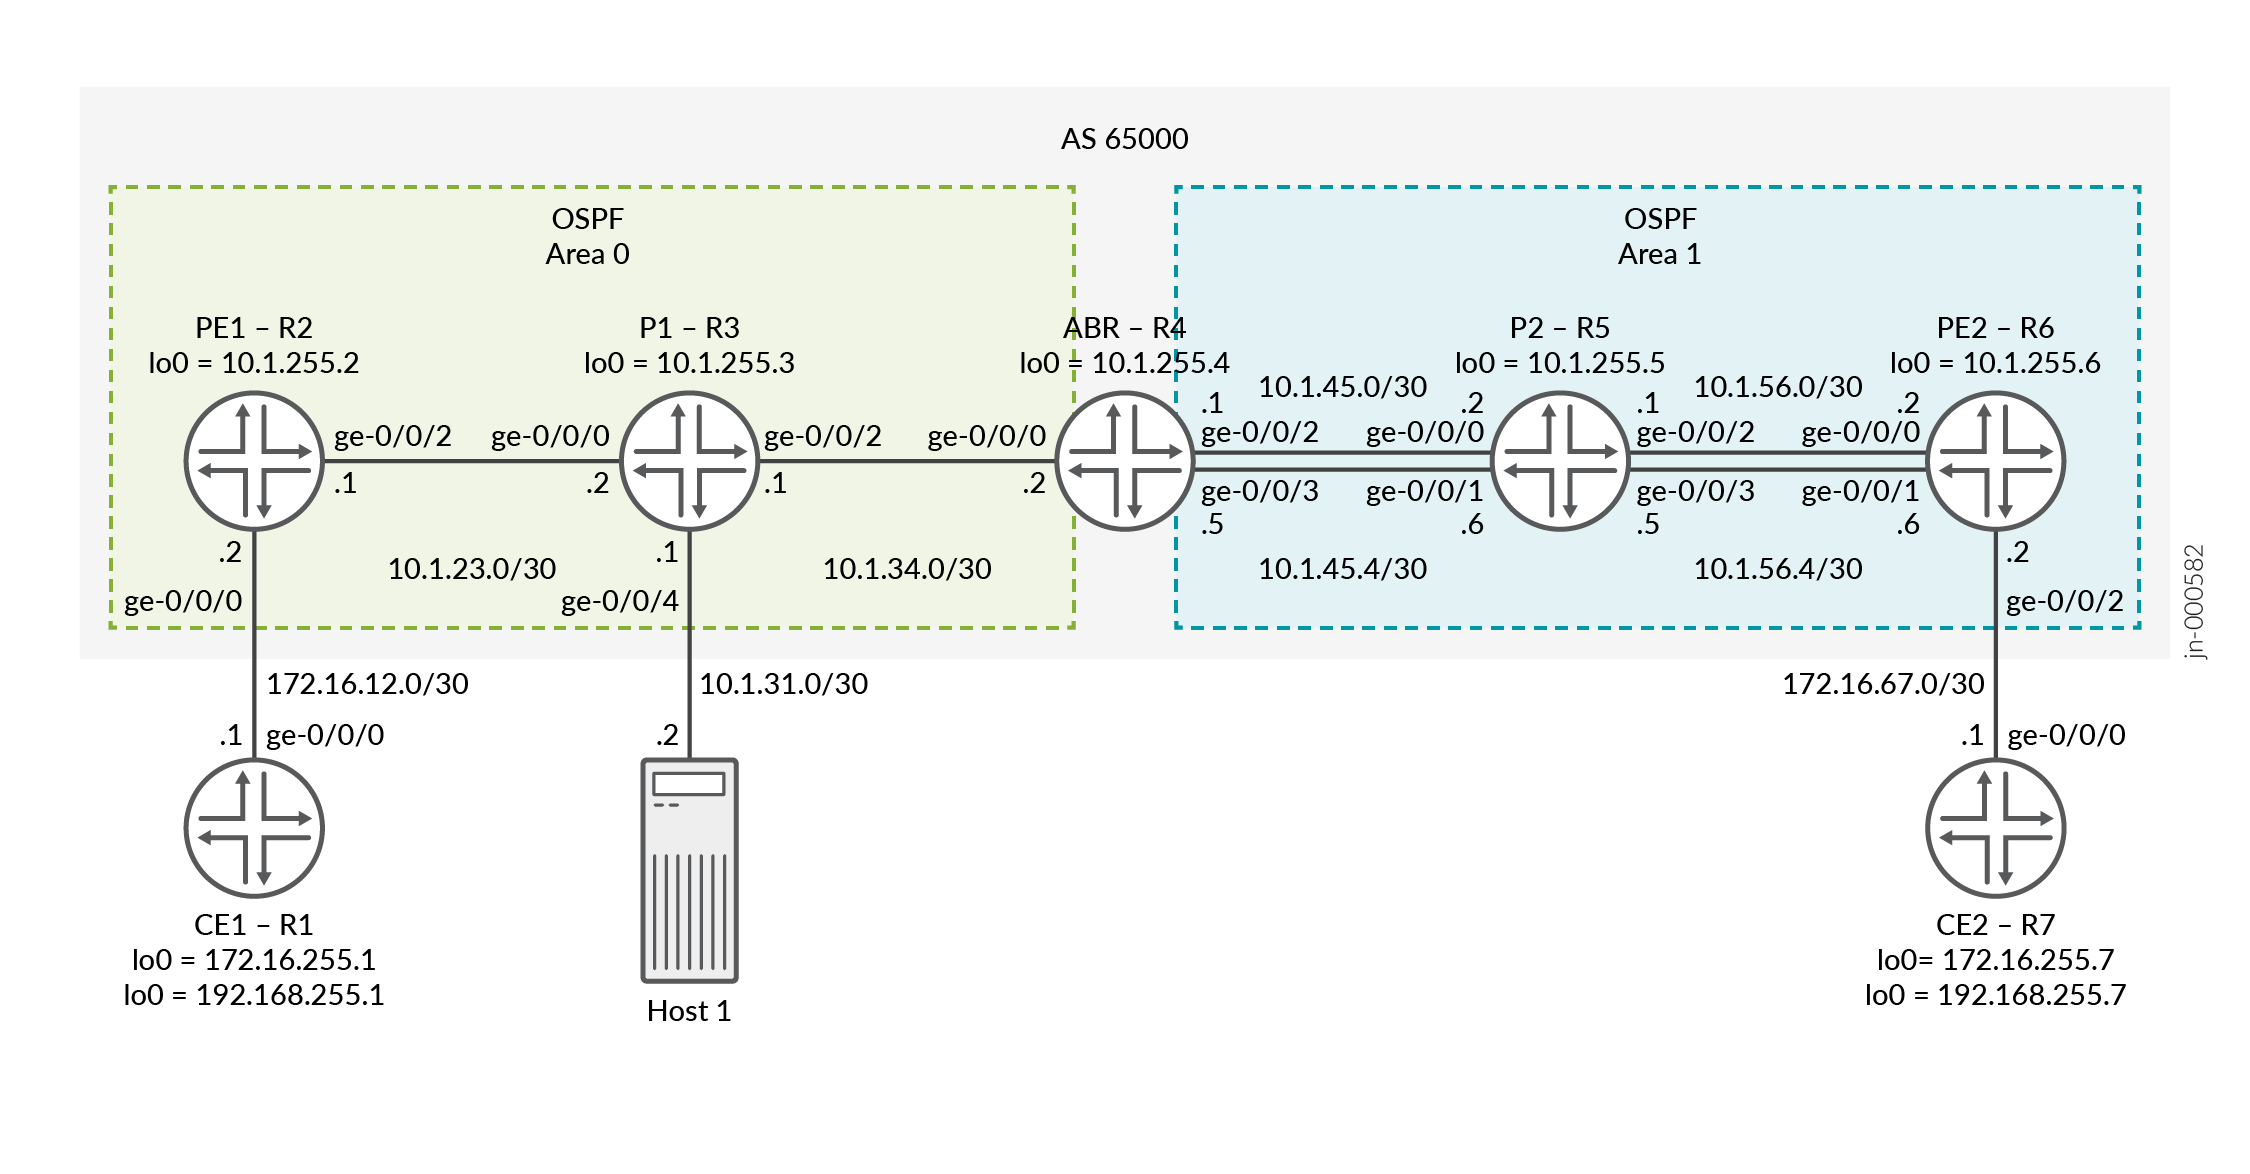 AS 65000
OSPF
Area 0
OSPF
Area 1
PE1 – R2
lo0 = 10.1.255.2
P1 – R3
lo0 = 10.1.255.3
ABR – R4
lo0 = 10.1.255.4
P2 – R5
lo0 = 10.1.255.5
PE2 – R6
lo0 = 10.1.255.6
ge-0/0/2
.1
ge-0/0/0
.2
10.1.23.0/30
ge-0/0/2
.1
ge-0/0/0
.2
10.1.34.0/30
.1
10.1.45.0/30
.2
ge-0/0/2
ge-0/0/0
ge-0/0/3
ge-0/0/1
.5
.6
10.1.45.4/30
.1
10.1.56.0/30
.2
ge-0/0/2
ge-0/0/0
ge-0/0/3
ge-0/0/1
.5
.6
10.1.56.4/30
.2
ge-0/0/0
172.16.12.0/30
.1
ge-0/0/0
CE1 – R1
lo0 = 172.16.255.1
lo0 = 192.168.255.1
.1
ge-0/0/4
10.1.31.0/30
.2
Host 1
.2
ge-0/0/2
172.16.67.0/30
.1
ge-0/0/0
CE2 – R7
lo0= 172.16.255.7
lo0 = 192.168.255.7
jn-000582